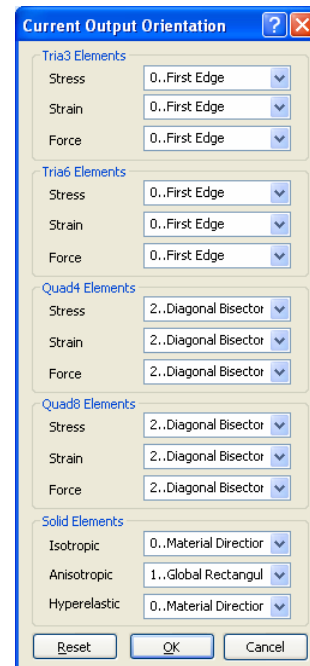 Current Output Orientation
Tria3 Elements
Stress 0..First Edge
Strain 0..First Edge
Force 0..First Edge
Tria6 Elements
Stress 0..First Edge
Strain 0..First Edge
Force 0..First Edge
Quad4 Elements
Stress 2..Diagonal Bisector
Strain 2..Diagonal Bisector
Force 2..Diagonal Bisector
Quad8 Elements
Stress 2..Diagonal Bisector
Strain 2..Diagonal Bisector
Force 2..Diagonal Bisector
Solid Elements
Isotropic 0..Material Direction
Anisotropic 1..Global Rectangul
Hyperelastic 0..Material Direction
Reset OK Cancel